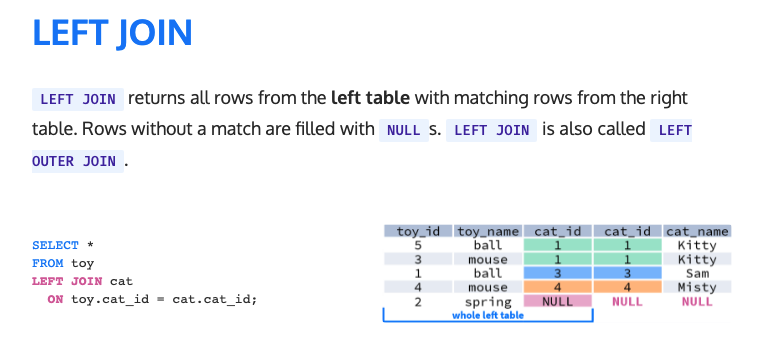 LEFT JOIN
LEFT JOIN returns all rows from the left table with matching rows from the right
table. Rows without a match are filled with NULL s. LEFT JOIN is also called LEFT
OUTER JOIN .
SELECT *
FROM toy
LEFT JOIN cat
ON toy.cat_id = cat.cat_id;
toy_id toy_name cat_id cat_id cat_name
5 ball 1 1 Kitty
3 mouse 1 1 Kitty
1 ball 3 3 Sam
4 mouse 4 4 Misty
2 spring NULL NULL NULL
whole left table